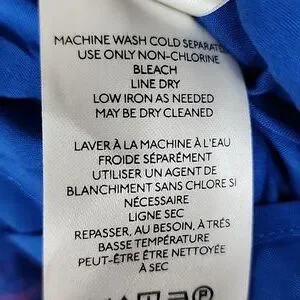 MACHINE WASH COLD SEPARATELY
USE ONLY NON-CHLORINE
BLEACH
LINE DRY
LOW IRON AS NEEDED
MAY BE DRY CLEANED
LAVER À LA MACHINE À L'EAU
FROIDE SÉPARÉMENT
UTILISER UN AGENT DE
BLANCHIMENT SANS CHLORE SI
NÉCESSAIRE
LIGNE SEC
REPASSER, AU BESOIN, À TRÉS
BASSE TEMPÉRATURE
PEUT-ÊTRE ÊTRE NETTOYÉE
À SEC